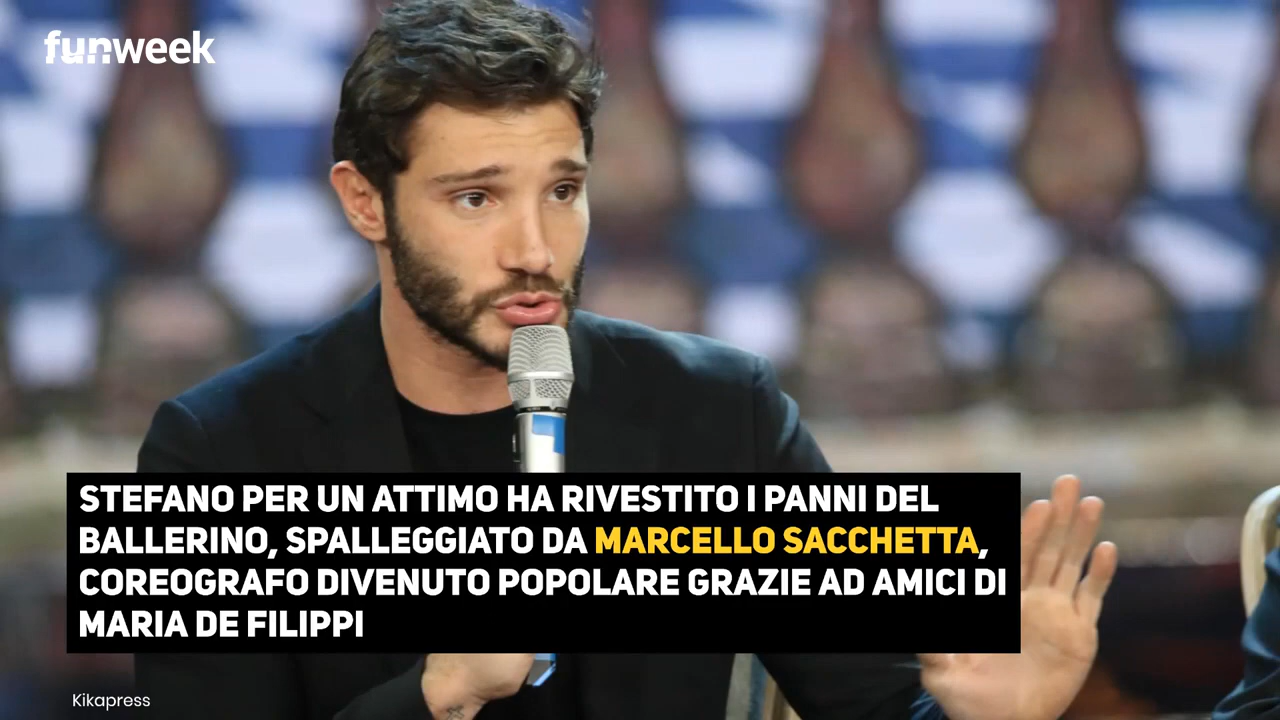 funweek
STEFANO PER UN ATTIMO HA RIVESTITO I PANNI DEL
BALLERINO, SPALLEGGIATO DA MARCELLO SACCHETTA,
COREOGRAFO DIVENUTO POPOLARE GRAZIE AD AMICI DI
MARIA DE FILIPPI
Kikapress